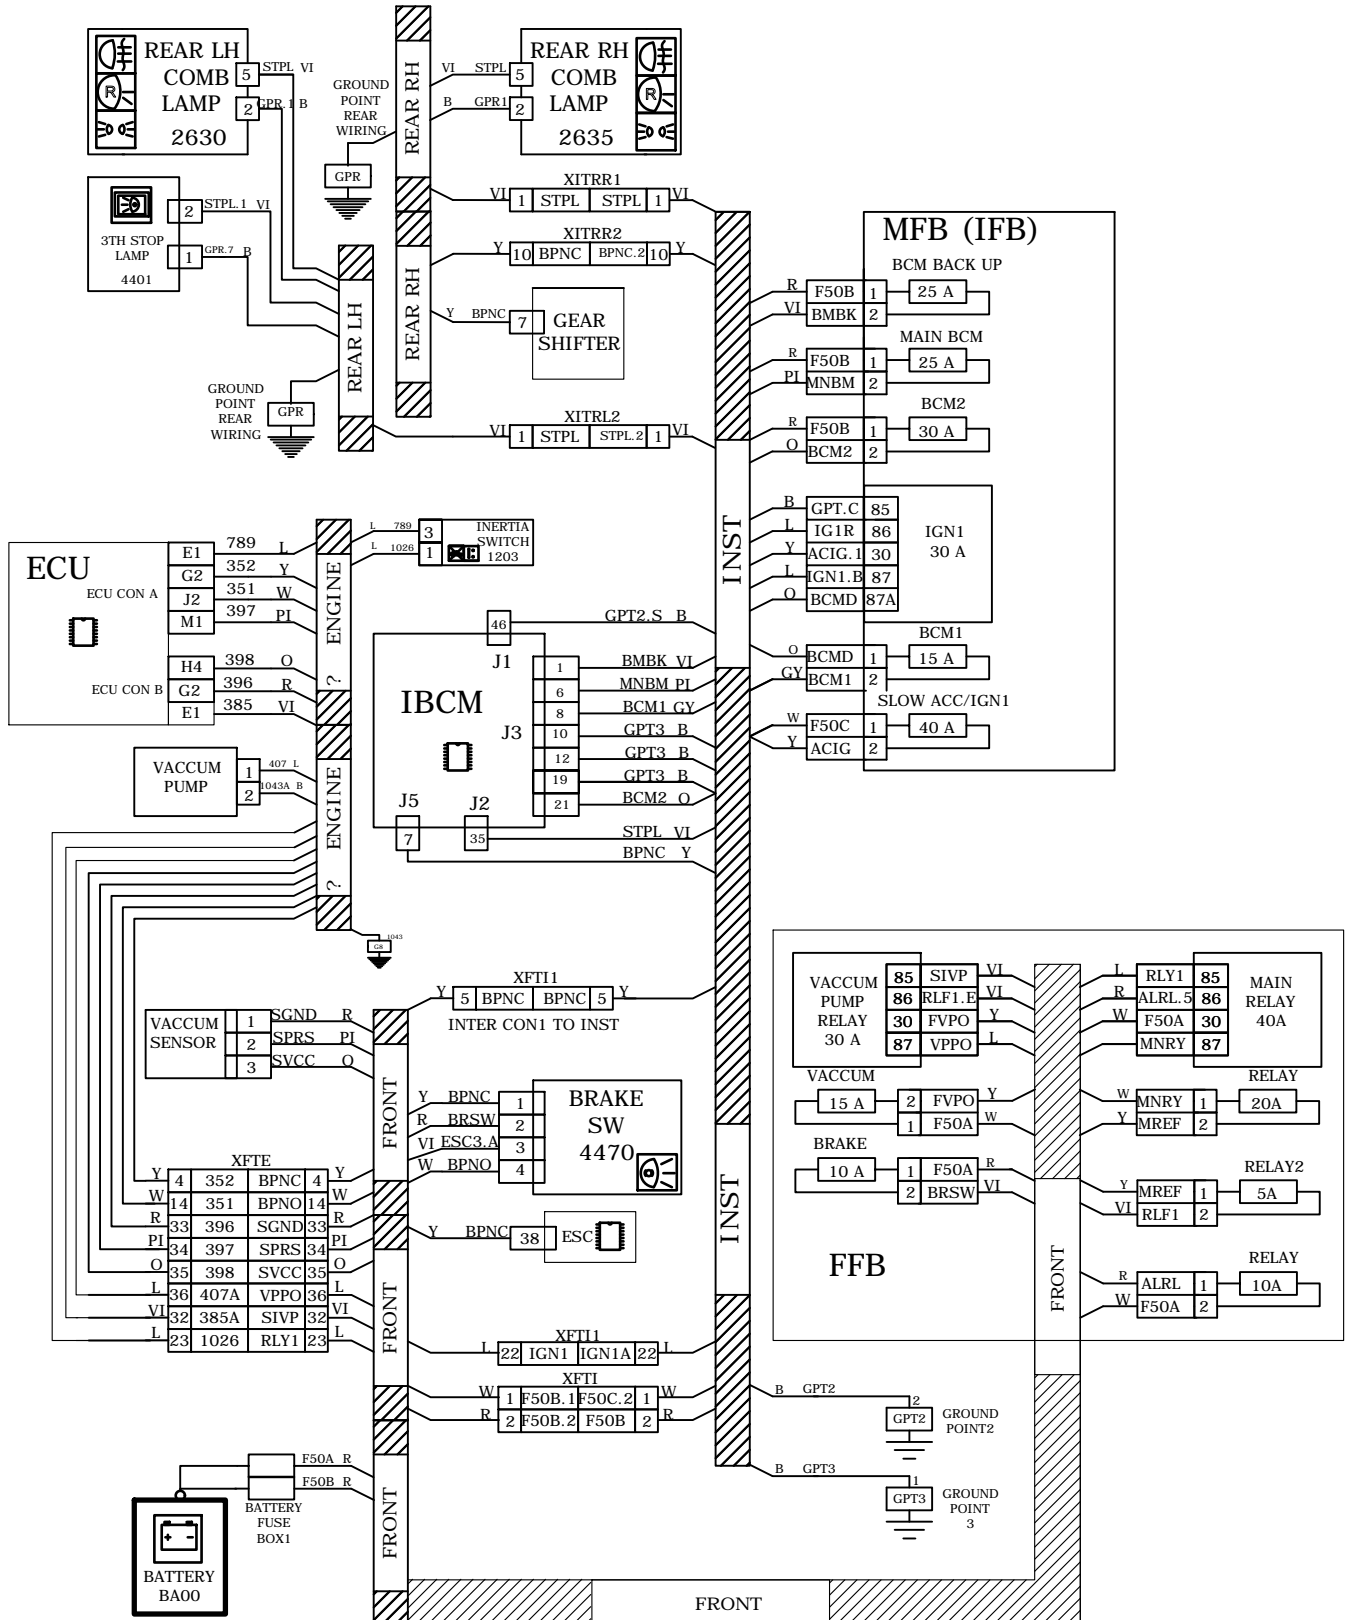 REAR LH
COMB
LAMP
2630
5 STPL VI
2 GPR.1 B
R
GROUND
POINT
REAR
WIRING
GPR
REAR RH
VI STPL 5
B GPR1 2
REAR RH
COMB
LAMP
2635
R
3TH STOP
LAMP
4401
2 STPL.1 VI
1 GPR.7 B
REAR LH
REAR RH
XITRR1
VI 1 STPL STPL 1 VI
XITRR2
Y 10 BPNC BPNC.2 10 Y
Y BPNC 7
GEAR
SHIFTER
GROUND
POINT
REAR
WIRING
GPR
XITRL2
VI 1 STPL STPL.2 1 VI
MFB (IFB)
BCM BACK UP
R F50B 1 25 A
VI BMBK 2
MAIN BCM
R F50B 1 25 A
PI MNBM 2
BCM2
R F50B 1 30 A
O BCM2 2
B GPT.C 85
L IG1R 86
Y ACIG.1 30
L IGN1.B 87
O BCMD 87A
IGN1
30 A
BCM1
O BCMD 1 15 A
GY BCM1 2
SLOW ACC/IGN1
W F50C 1 40 A
Y ACIG 2
INST
ECU
ECU CON A
E1 789 L
G2 352 Y
J2 351 W
M1 397 PI
ECU CON B
H4 398 O
G2 396 R
E1 385 VI
? ENGINE
L 789 3
L 1026 1
INERTIA
SWITCH
1203
IBCM
46 GPT2.S B
J1
J3
1 BMBK VI
6 MNBM PI
8 BCM1 GY
10 GPT3 B
12 GPT3 B
19 GPT3 B
21 BCM2 O
J5
J2
7
35 STPL VI
BPNC Y
VACCUM
PUMP
1 407 L
2 1043A B
? ENGINE
G8 1043
XFTI1
Y 5 BPNC BPNC 5 Y
INTER CON1 TO INST
VACCUM
SENSOR
1 SGND R
2 SPRS PI
3 SVCC O
FRONT
Y BPNC 1
R BRSW 2
VI ESC3.A 3
W BPNO 4
BRAKE
SW
4470
Y BPNC 38 ESC
XFTE
Y 4 352 BPNC 4 Y
W 14 351 BPNO 14 W
R 33 396 SGND 33 R
PI 34 397 SPRS 34 PI
O 35 398 SVCC 35 O
L 36 407A VPPO 36 L
VI 32 385A SIVP 32 VI
L 23 1026 RLY1 23 L
FRONT
XFTI1
L 22 IGN1 IGN1A 22 L
XFTI
W 1 F50B.1 F50C.2 1 W
R 2 F50B.2 F50B 2 R
INST
B GPT2 2
GPT2
GROUND
POINT2
B GPT3 1
GPT3
GROUND
POINT
3
VACCUM
PUMP
RELAY
30 A
85 SIVP VI
86 RLF1.E VI
30 FVPO Y
87 VPPO L
L RLY1 85
R ALRL.5 86
W F50A 30
MNRY 87
MAIN
RELAY
40A
VACCUM
15 A 2 FVPO Y
1 F50A W
BRAKE
10 A 1 F50A R
2 BRSW VI
RELAY
W MNRY 1 20A
Y MREF 2
RELAY2
Y MREF 1 5A
VI RLF1 2
RELAY
R ALRL 1 10A
W F50A 2
FFB
FRONT
F50A R
F50B R
BATTERY
FUSE
BOX1
+ -
BATTERY
BA00
FRONT
FRONT